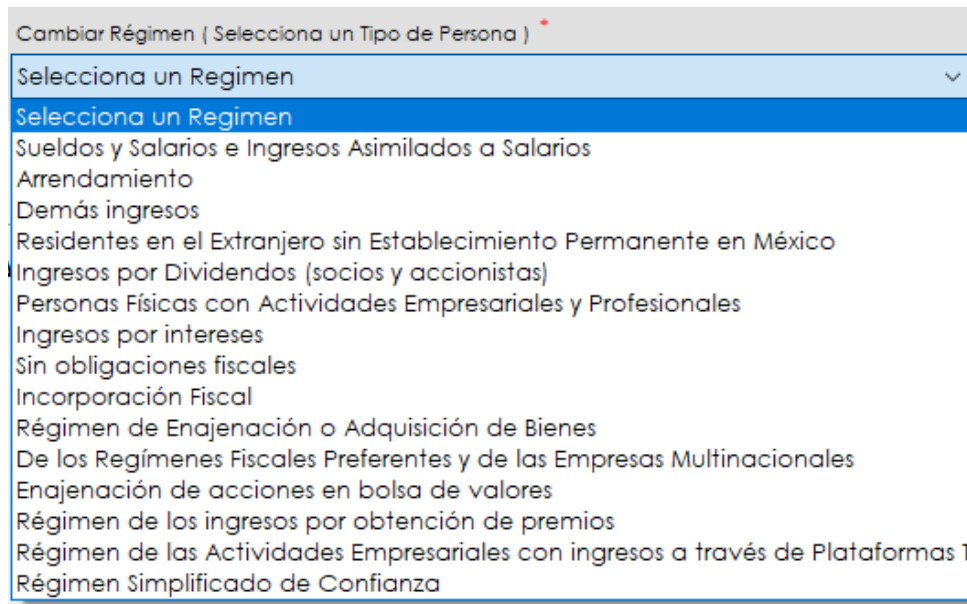 Cambiar Régimen ( Selecciona un Tipo de Persona ) *
Selecciona un Regimen
Selecciona un Regimen
Sueldos y Salarios e Ingresos Asimilados a Salarios
Arrendamiento
Demás ingresos
Residentes en el Extranjero sin Establecimiento Permanente en México
Ingresos por Dividendos (socios y accionistas)
Personas Físicas con Actividades Empresariales y Profesionales
Ingresos por intereses
Sin obligaciones fiscales
Incorporación Fiscal
Régimen de Enajenación o Adquisición de Bienes
De los Regímenes Fiscales Preferentes y de las Empresas Multinacionales
Enajenación de acciones en bolsa de valores
Régimen de los ingresos por obtención de premios
Régimen de las Actividades Empresariales con ingresos a través de Plataformas
Régimen Simplificado de Confianza